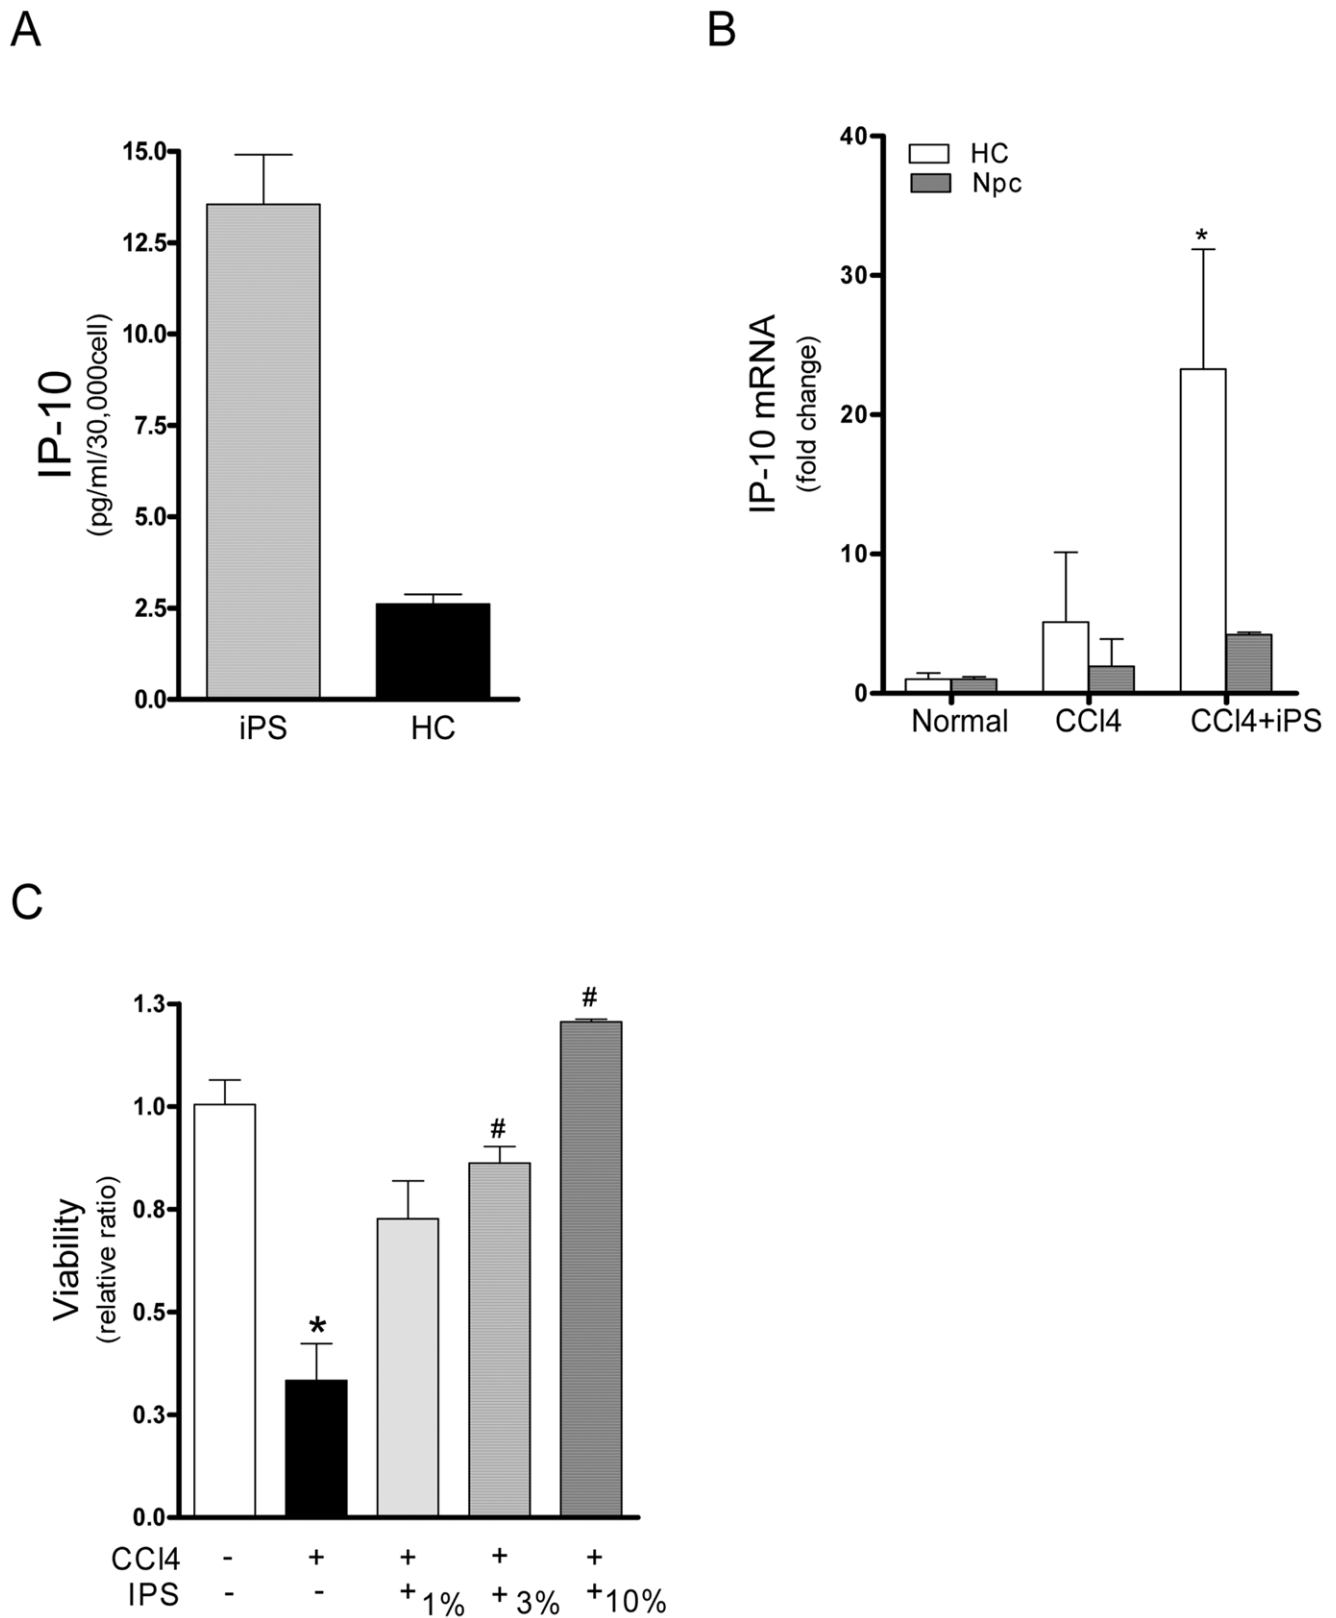 A
IP-10
(pg/ml/30,000cell)
15.0
12.5
10.0
7.5
5.0
2.5
0.0
iPS HC
B
IP-10 mRNA
(fold change)
40
30
20
10
0
HC
Npc
*
Normal CCl4 CCl4+iPS
C
Viability
(relative ratio)
1.3
1.0
0.8
0.5
0.3
0.0
*
#
#
CCl4 - + + + +
IPS - - +1% +3% +10%